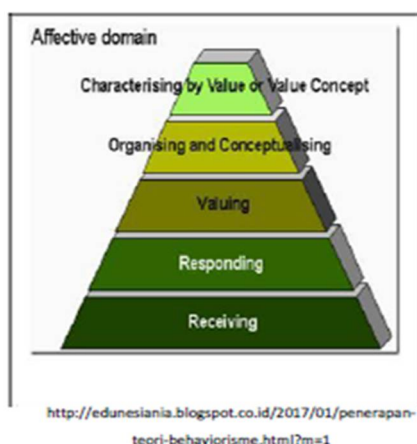 Affective domain
Characterising by Value or Value Concept
Organising and Conceptualising
Valuing
Responding
Receiving
http://edunesiania.blogspot.co.id/2017/01/penerapan-
teori-behaviorisme.html?m=1